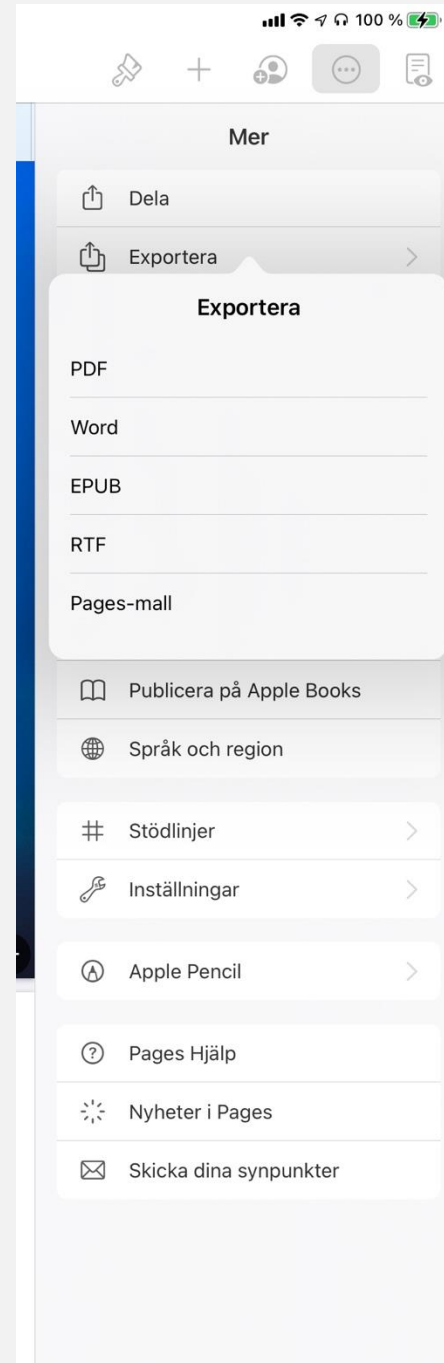 100 %
Mer
Dela
Exportera
Exportera
PDF
Word
EPUB
RTF
Pages-mall
Publicera på Apple Books
Språk och region
Stödlinjer
Inställningar
Apple Pencil
Pages Hjälp
Nyheter i Pages
Skicka dina synpunkter